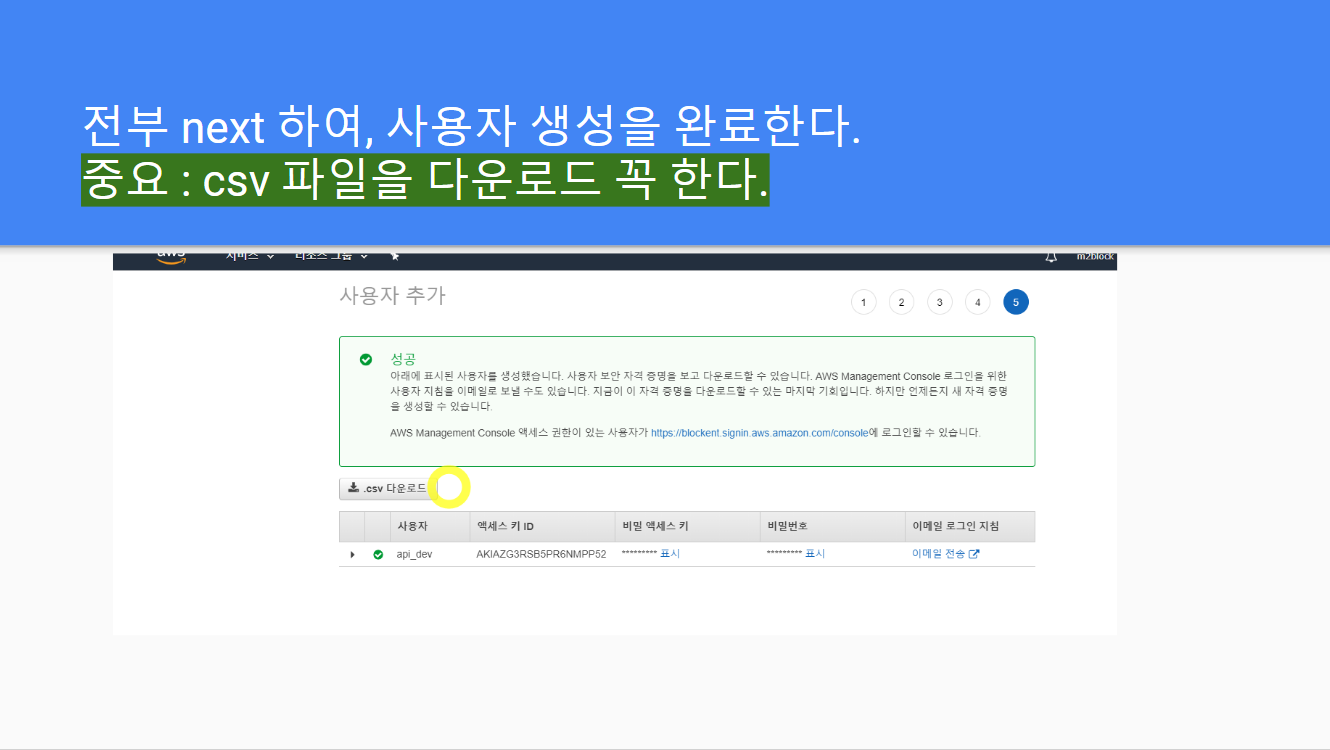 전부 next 하여, 사용자 생성을 완료한다.
중요 : csv 파일을 다운로드 꼭 한다.
aws 서비스 리소스 그룹 m2block
사용자 추가
1 2 3 4 5
성공
아래에 표시된 사용자를 생성했습니다. 사용자 보안 자격 증명을 보고 다운로드할 수 있습니다. AWS Management Console 로그인을 위한
사용자 지침을 이메일로 보낼 수도 있습니다. 지금이 이 자격 증명을 다운로드할 수 있는 마지막 기회입니다. 하지만 언제든지 새 자격 증명
을 생성할 수 있습니다.
AWS Management Console 액세스 권한이 있는 사용자가 https://blockent.signin.aws.amazon.com/console에 로그인할 수 있습니다.
.csv 다운로드
사용자 액세스 키 ID 비밀 액세스 키 비밀번호 이메일 로그인 지침
api_dev AKIAZG3RSB5PR6NMPP52 ********* 표시 ********* 표시 이메일 전송